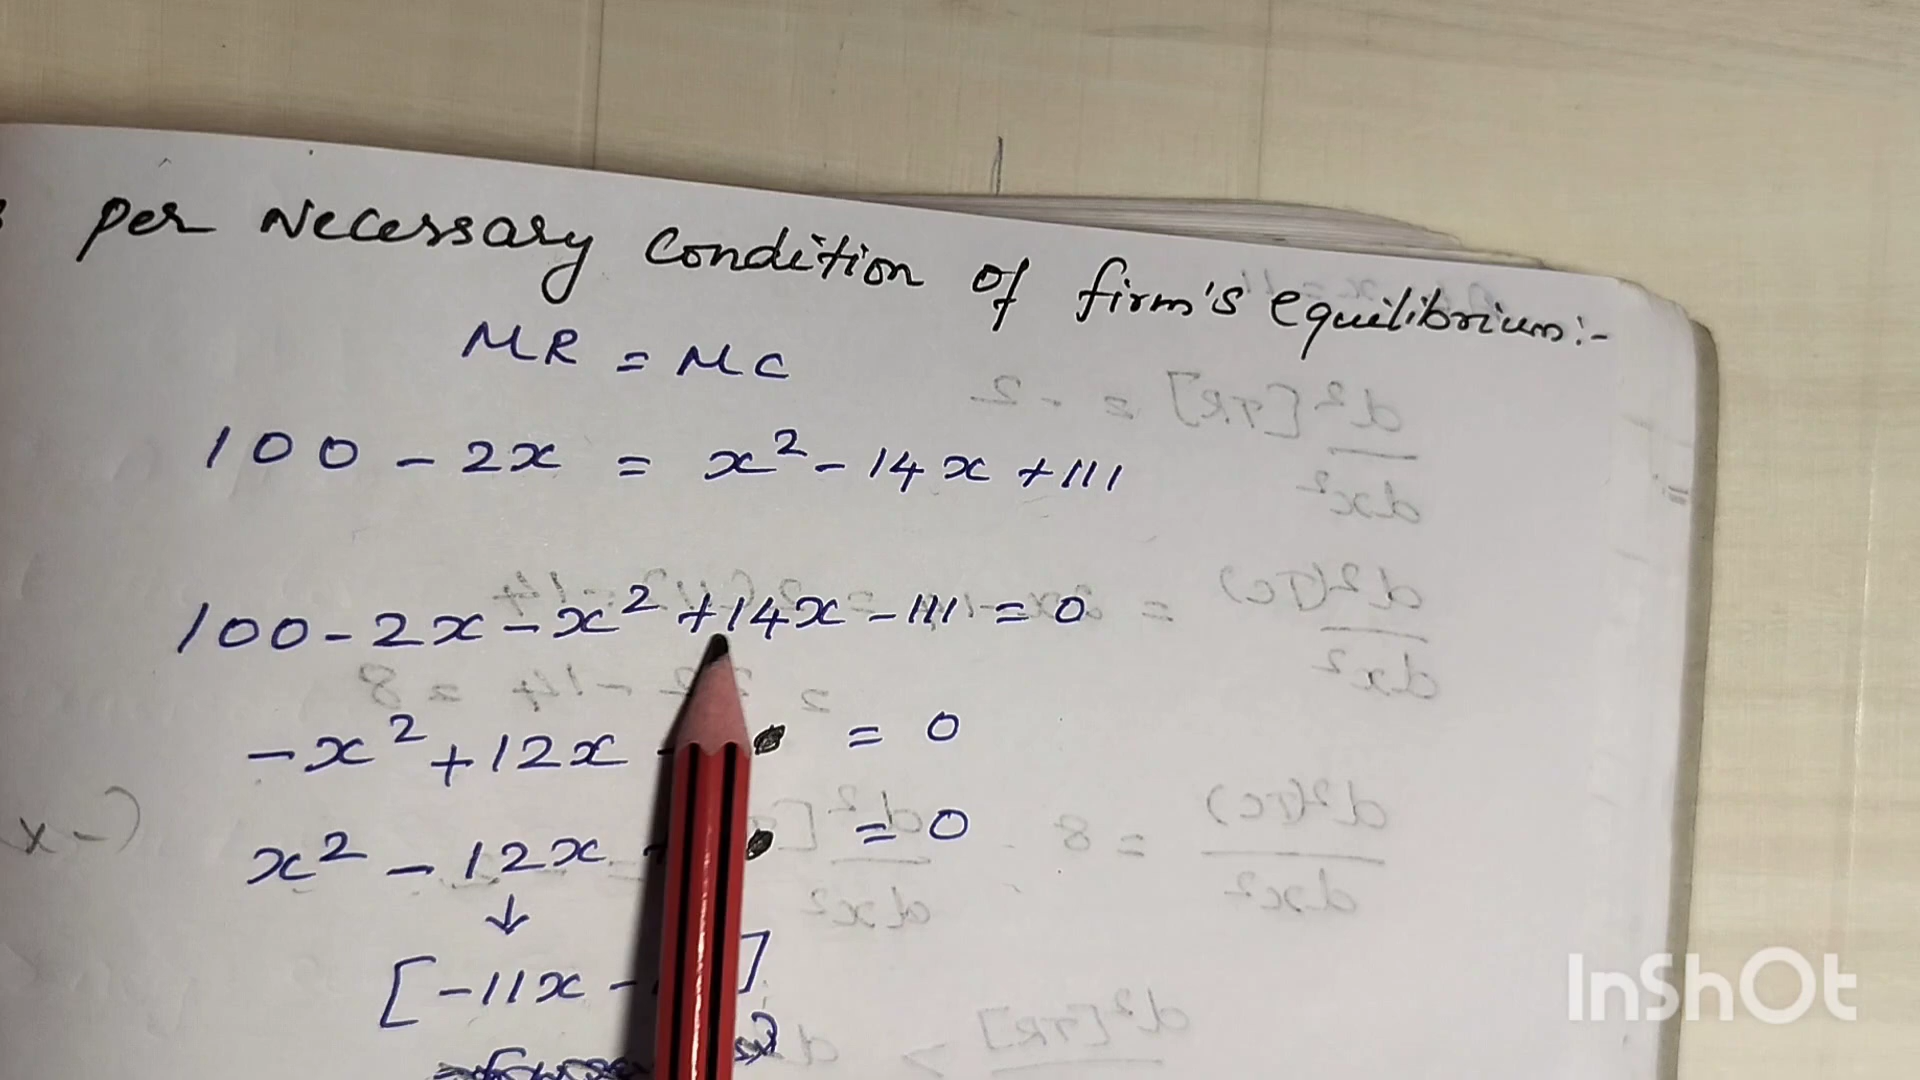 per Necessary Condition of firm's equilibrium:-
MR = MC
100 - 2x = x² - 14x + 111
100 - 2x - x² + 14x - 111 = 0
-x² + 12x - = 0
x² - 12x = 0
↓
[-11x - ]
InShOt